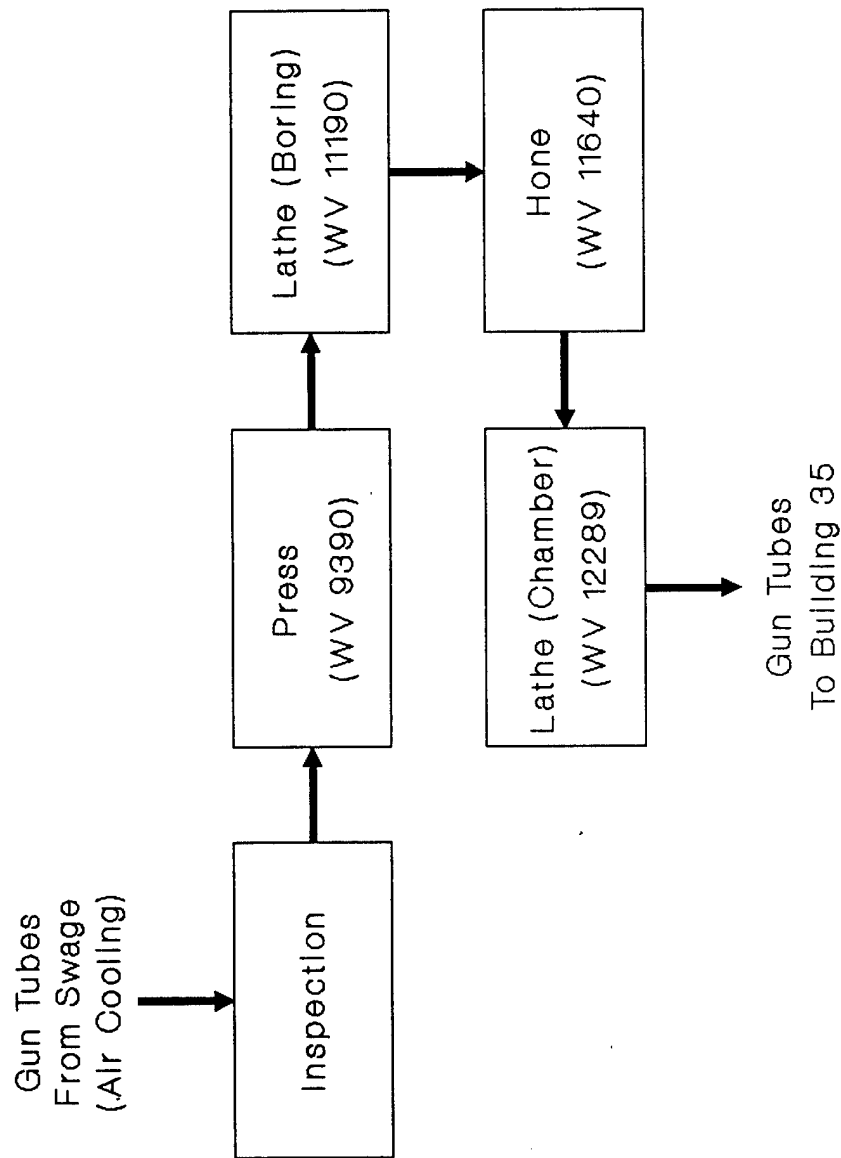 Gun Tubes
From Swage
(Air Cooling)
Inspection
Press
(WV 9390)
Lathe (Boring)
(WV 11190)
Hone
(WV 11640)
Lathe (Chamber)
(WV 12289)
Gun Tubes
To Building 35